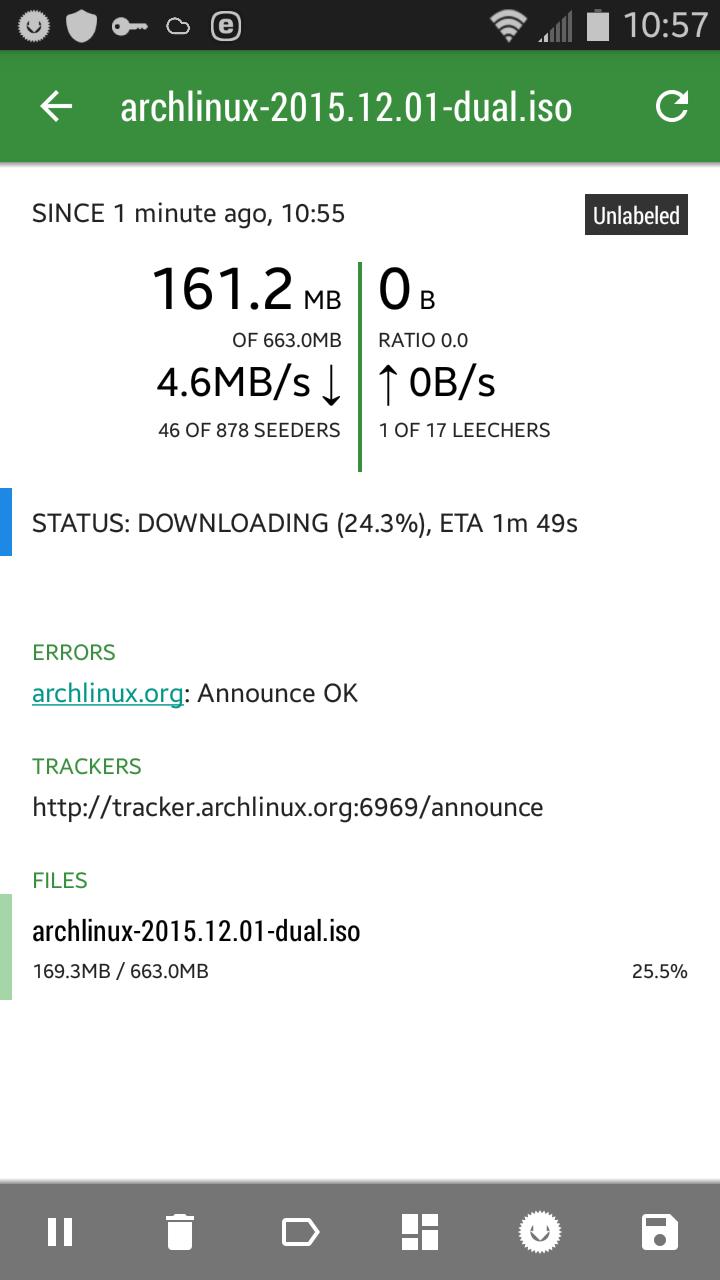 10:57
archlinux-2015.12.01-dual.iso
SINCE 1 minute ago, 10:55
Unlabeled
161.2 MB
OF 663.0MB
4.6MB/s ↓
46 OF 878 SEEDERS
0 B
RATIO 0.0
↑ 0B/s
1 OF 17 LEECHERS
STATUS: DOWNLOADING (24.3%), ETA 1m 49s
ERRORS
archlinux.org: Announce OK
TRACKERS
http://tracker.archlinux.org:6969/announce
FILES
archlinux-2015.12.01-dual.iso
169.3MB / 663.0MB
25.5%